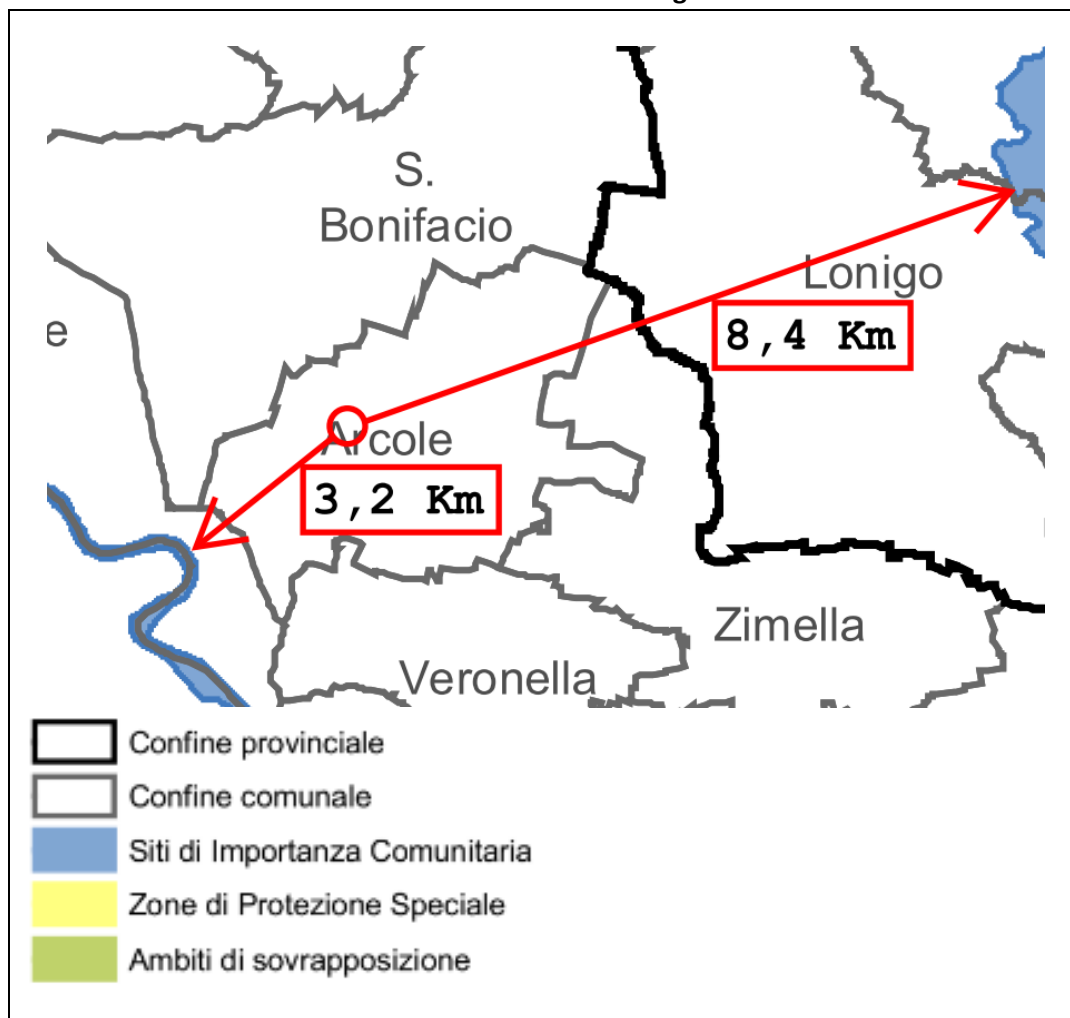 S.
Bonifacio
Lonigo
e
8,4 Km
Arcole
3,2 Km
Zimella
Veronella
Confine provinciale
Confine comunale
Siti di Importanza Comunitaria
Zone di Protezione Speciale
Ambiti di sovrapposizione